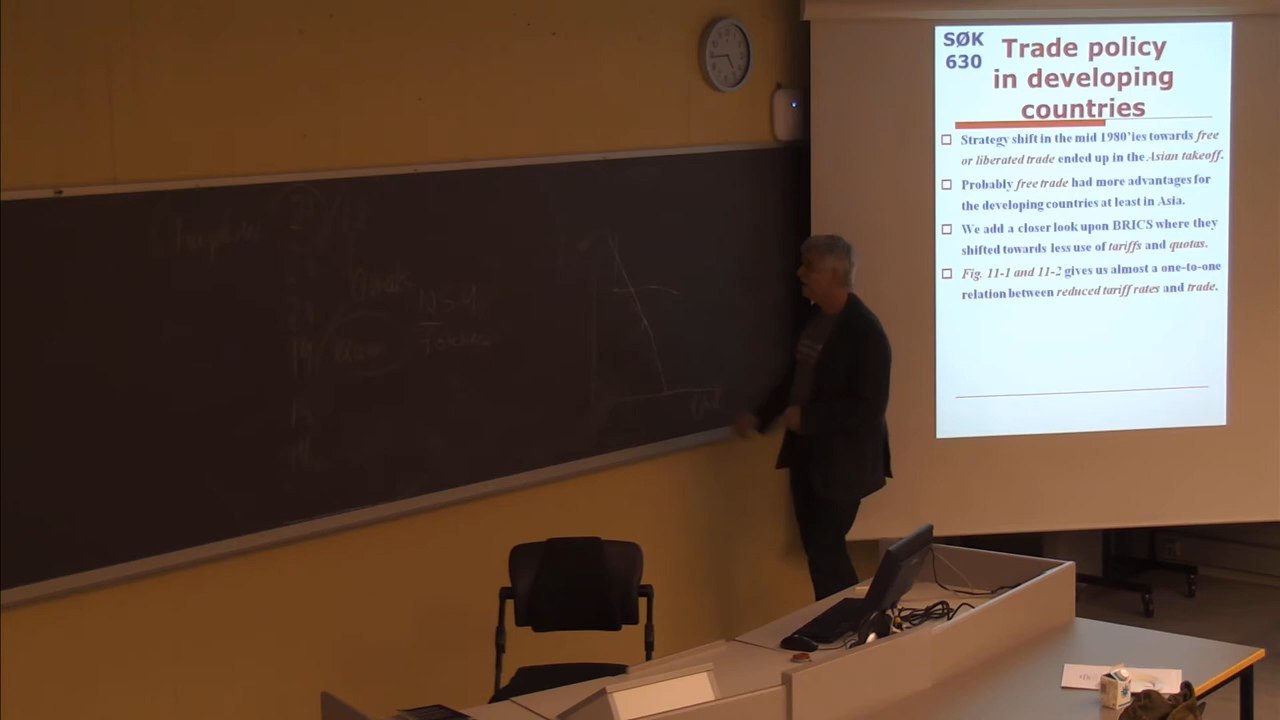 SØK
630
Trade policy
in developing
countries
Strategy shift in the mid 1980'ies towards free
or liberated trade ended up in the Asian takeoff.
Probably free trade had more advantages for
the developing countries at least in Asia.
We add a closer look upon BRICS where they
shifted towards less use of tariffs and quotas.
Fig. 11-1 and 11-2 gives us almost a one-to-one
relation between reduced tariff rates and trade.